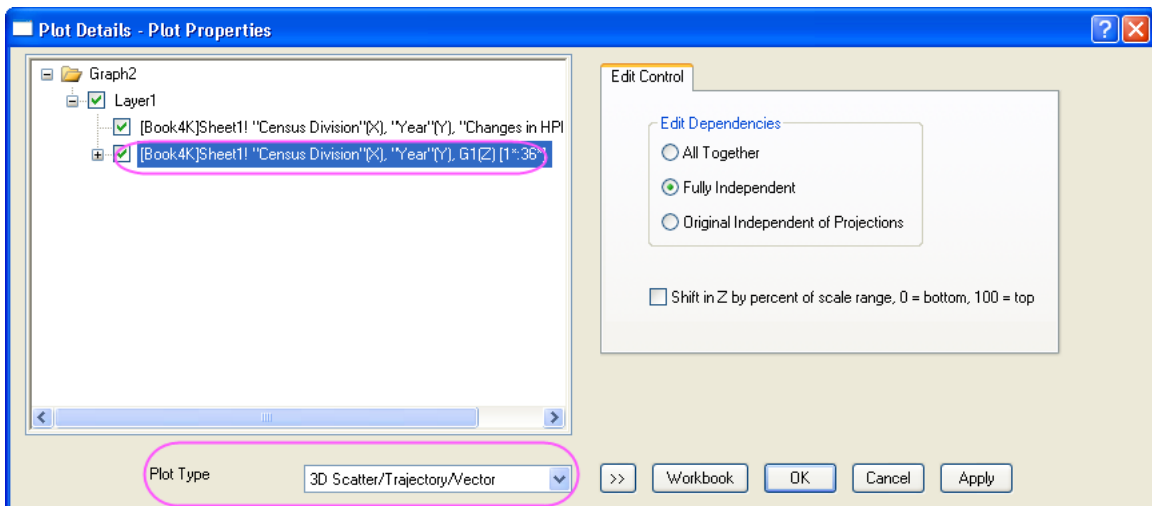 Plot Details - Plot Properties
Graph2
Layer1
[Book4K]Sheet1! "Census Division"(X), "Year"(Y), "Changes in HPI
[Book4K]Sheet1! "Census Division"(X), "Year"(Y), G1(Z) [1*:36*]
Edit Control
Edit Dependencies
All Together
Fully Independent
Original Independent of Projections
Shift in Z by percent of scale range, 0 = bottom, 100 = top
Plot Type
3D Scatter/Trajectory/Vector
>>
Workbook
OK
Cancel
Apply